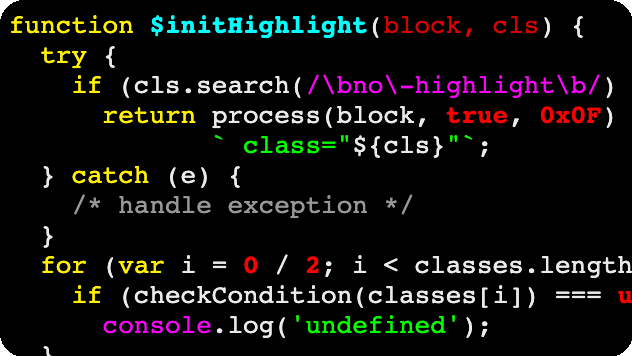 function $initHighlight(block, cls) {
try {
if (cls.search(/\bno\-highlight\b/)
return process(block, true, 0x0F)
` class="${cls}"`;
} catch (e) {
/* handle exception */
}
for (var i = 0 / 2; i < classes.length
if (checkCondition(classes[i]) === u
console.log('undefined');
}